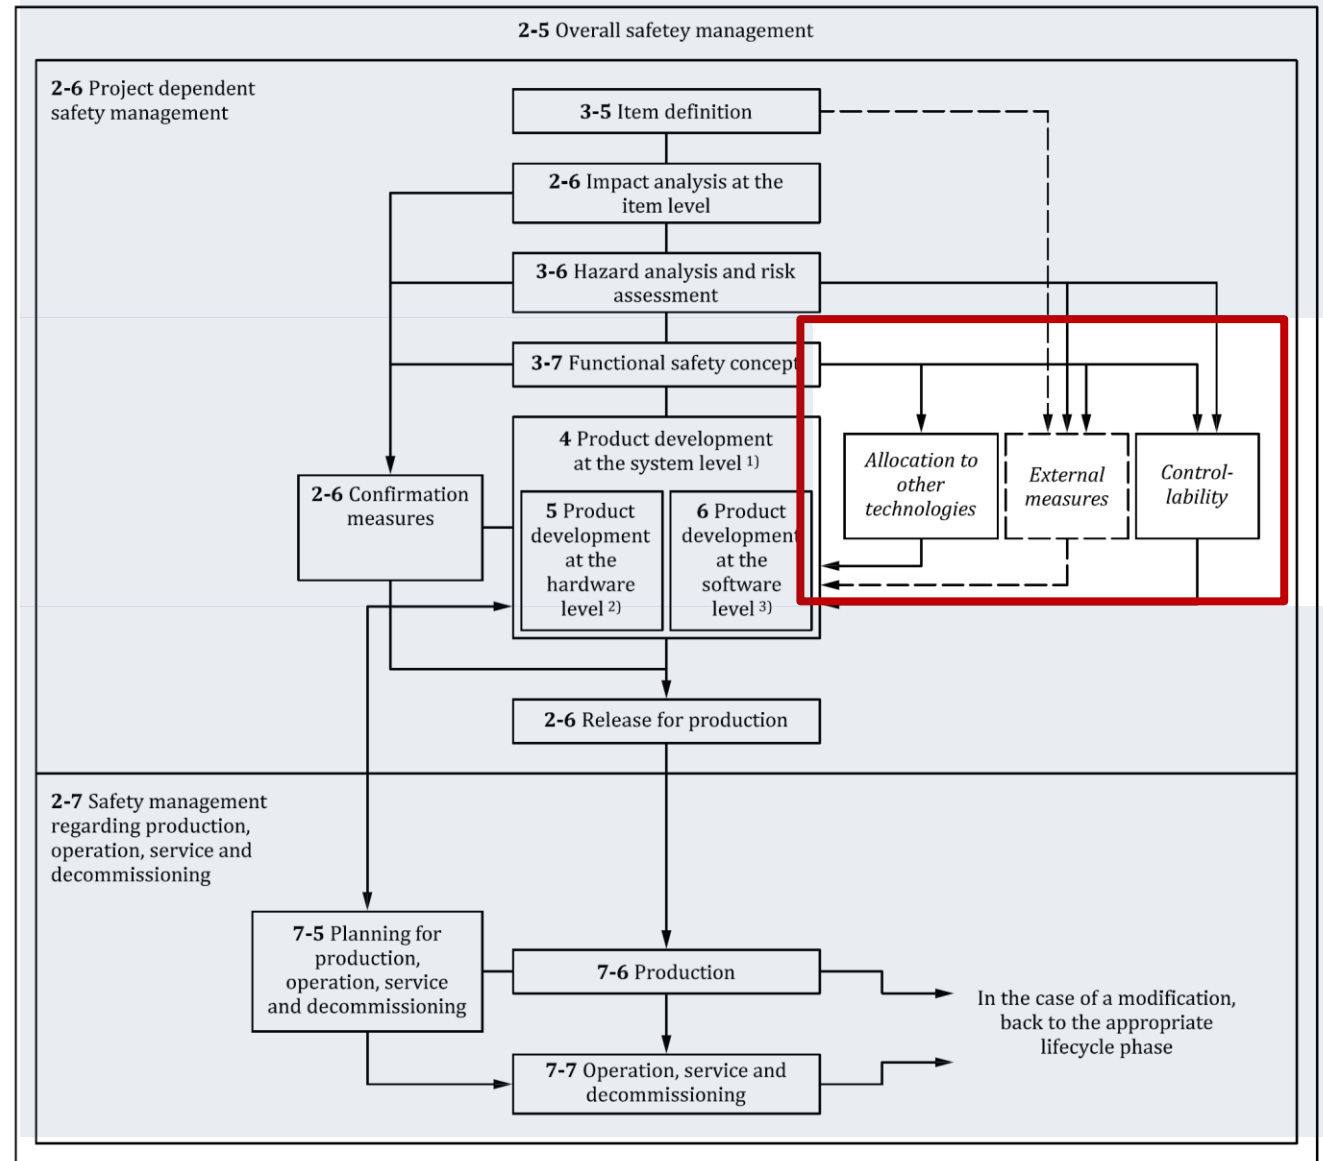 2-5 Overall safetey management
2-6 Project dependent
safety management
3-5 Item definition
2-6 Impact analysis at the
item level
3-6 Hazard analysis and risk
assessment
3-7 Functional safety concept
4 Product development
at the system level 1)
Allocation to
other
technologies
External
measures
Control-
lability
2-6 Confirmation
measures
5 Product
development
at the
hardware
level 2)
6 Product
development
at the
software
level 3)
2-6 Release for production
2-7 Safety management
regarding production,
operation, service and
decommissioning
7-5 Planning for
production,
operation, service
and decommissioning
7-6 Production
In the case of a modification,
back to the appropriate
lifecycle phase
7-7 Operation, service and
decommissioning